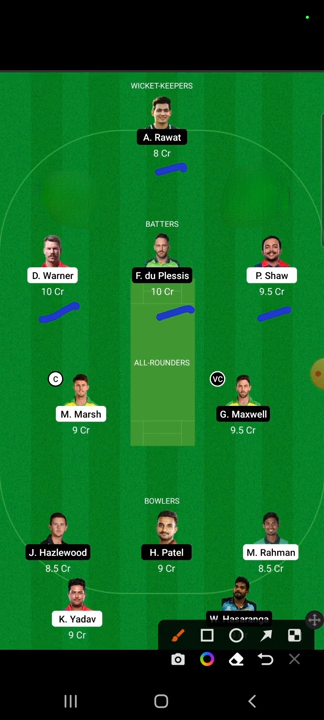 WICKET-KEEPERS
A. Rawat
8 Cr
BATTERS
D. Warner
F. du Plessis
P. Shaw
10 Cr
10 Cr
9.5 Cr
ALL-ROUNDERS
C
VC
M. Marsh
G. Maxwell
9 Cr
9.5 Cr
BOWLERS
J. Hazlewood
H. Patel
M. Rahman
8.5 Cr
9 Cr
8.5 Cr
K. Yadav
W. Hasaranga
9 Cr